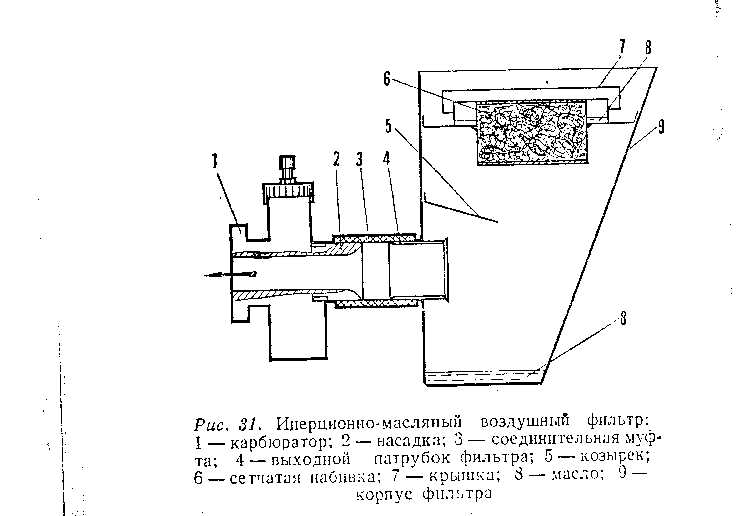 7 8
6
5
9
1 2 3 4
8
Рис. 31. Инерционно-масляный воздушный фильтр:
1 — карбюратор; 2 — насадка; 3 — соединительная муф-
та; 4 — выходной патрубок фильтра; 5 — козырек;
6 — сетчатая набивка; 7 — крышка; 8 — масло; 9 —
корпус фильтра